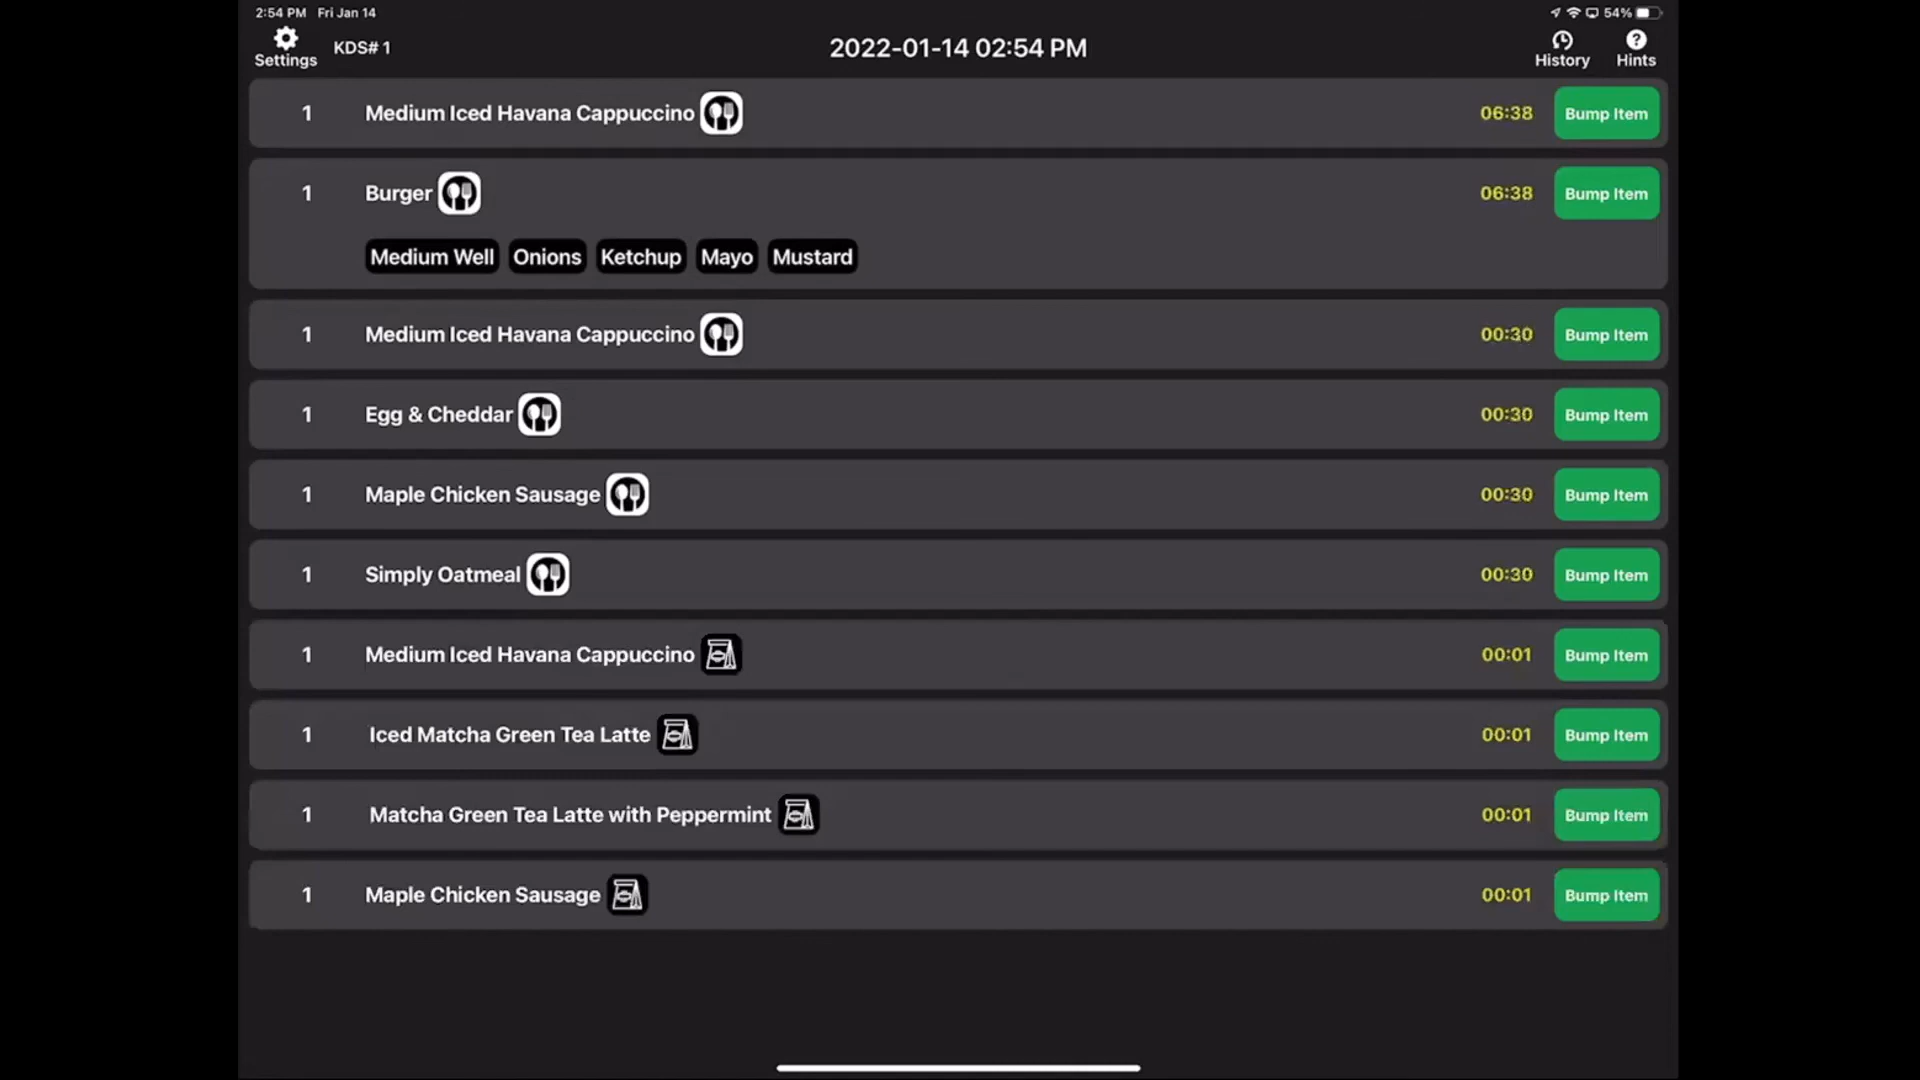 2:54 PM Fri Jan 14 54%
Settings KDS# 1 2022-01-14 02:54 PM History Hints
1 Medium Iced Havana Cappuccino 06:38 Bump Item
1 Burger 06:38 Bump Item
Medium Well Onions Ketchup Mayo Mustard
1 Medium Iced Havana Cappuccino 00:30 Bump Item
1 Egg & Cheddar 00:30 Bump Item
1 Maple Chicken Sausage 00:30 Bump Item
1 Simply Oatmeal 00:30 Bump Item
1 Medium Iced Havana Cappuccino 00:01 Bump Item
1 Iced Matcha Green Tea Latte 00:01 Bump Item
1 Matcha Green Tea Latte with Peppermint 00:01 Bump Item
1 Maple Chicken Sausage 00:01 Bump Item